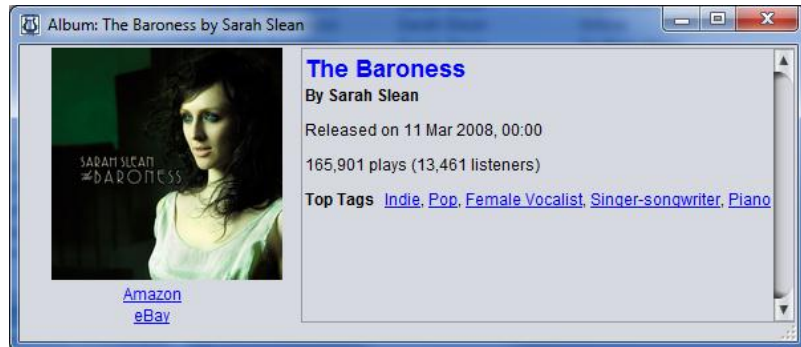 Album: The Baroness by Sarah Slean
SARAH SLEAN
BARONESS
Amazon
eBay
The Baroness
By Sarah Slean
Released on 11 Mar 2008, 00:00
165,901 plays (13,461 listeners)
Top Tags Indie, Pop, Female Vocalist, Singer-songwriter, Piano